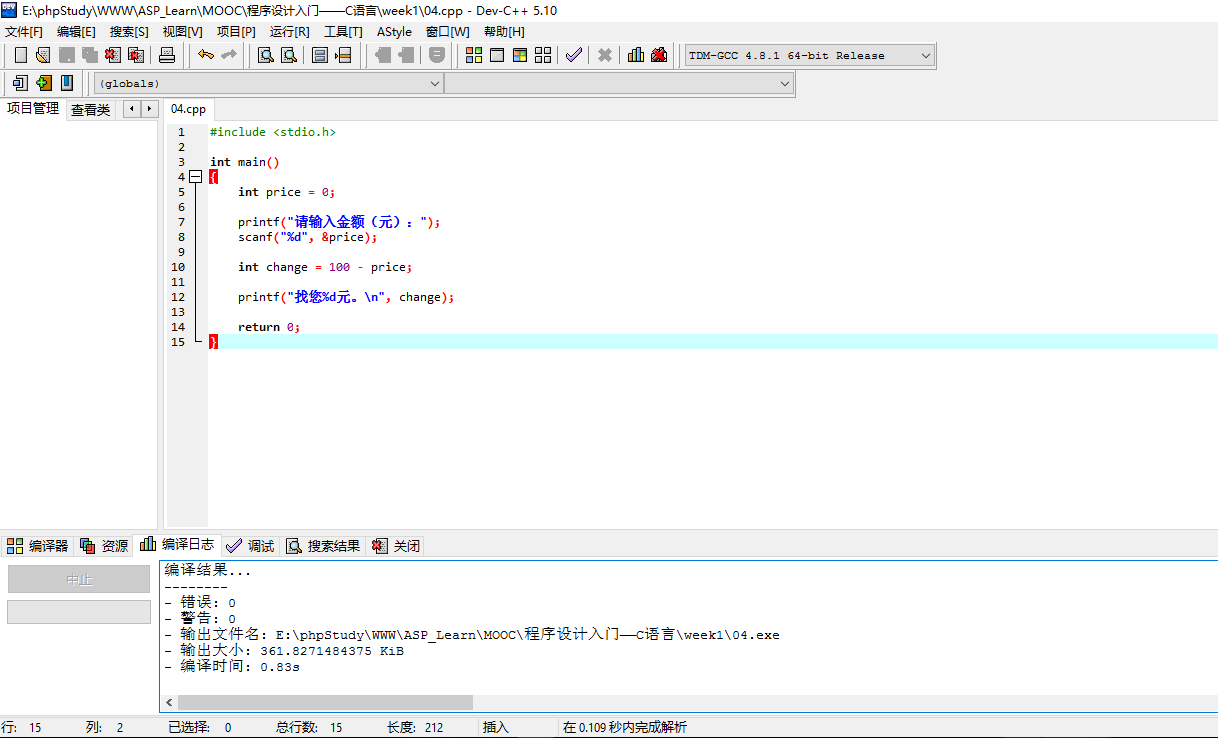 E:\phpStudy\WWW\ASP_Learn\MOOC\程序设计入门——C语言\week1\04.cpp - Dev-C++ 5.10
文件[F] 编辑[E] 搜索[S] 视图[V] 项目[P] 运行[R] 工具[T] AStyle 窗口[W] 帮助[H]
TDM-GCC 4.8.1 64-bit Release
(globals)
项目管理 查看类 04.cpp
1 #include <stdio.h>
2
3 int main()
4 {
5 int price = 0;
6
7 printf("请输入金额（元）：");
8 scanf("%d", &price);
9
10 int change = 100 - price;
11
12 printf("找您%d元。\n", change);
13
14 return 0;
15 }
编译器 资源 编译日志 调试 搜索结果 关闭
中止
编译结果...
--------
- 错误: 0
- 警告: 0
- 输出文件名: E:\phpStudy\WWW\ASP_Learn\MOOC\程序设计入门——C语言\week1\04.exe
- 输出大小: 361.8271484375 KiB
- 编译时间: 0.83s
行: 15 列: 2 已选择: 0 总行数: 15 长度: 212 插入 在 0.109 秒内完成解析